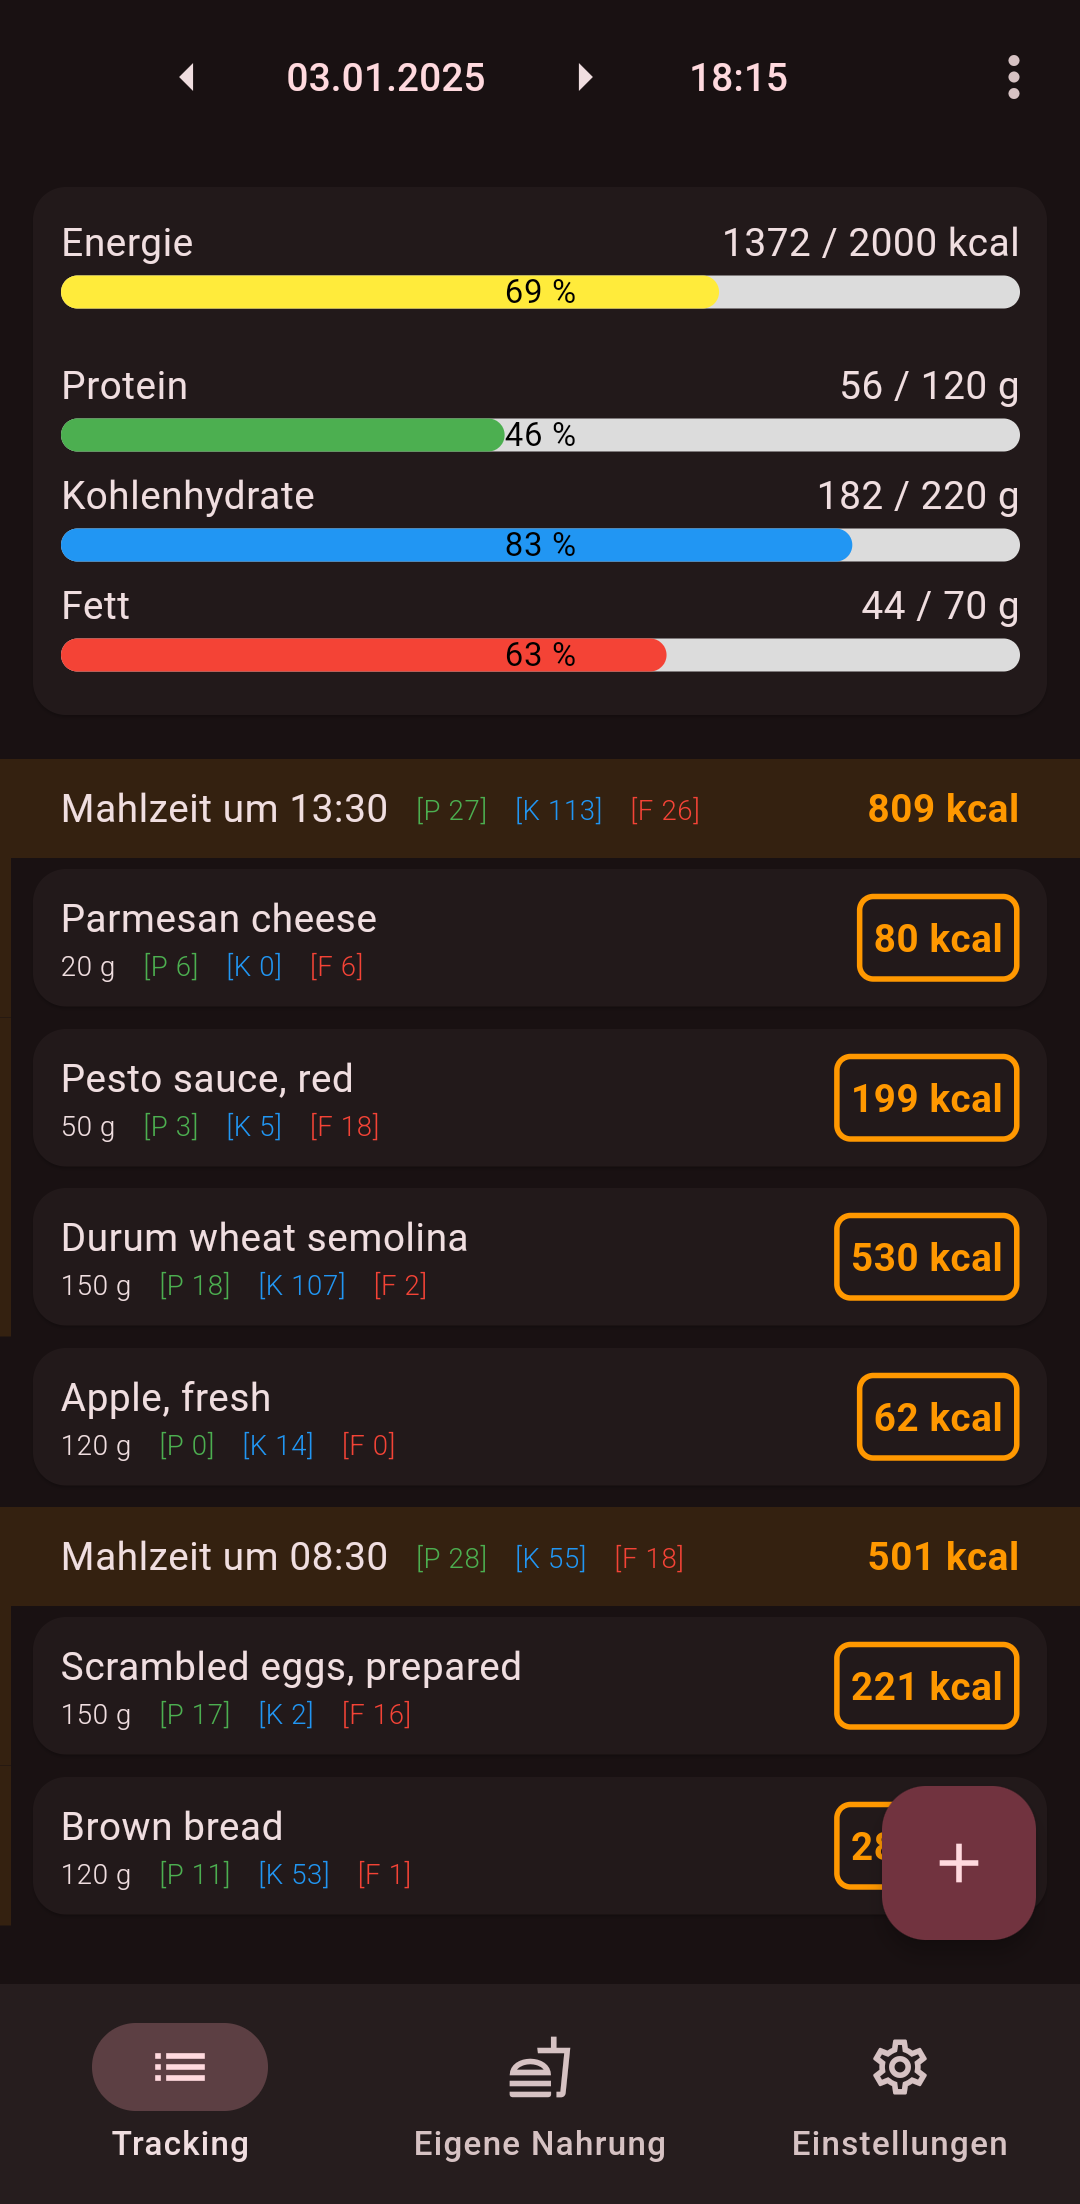 03.01.2025 18:15
Energie 1372 / 2000 kcal
69 %
Protein 56 / 120 g
46 %
Kohlenhydrate 182 / 220 g
83 %
Fett 44 / 70 g
63 %
Mahlzeit um 13:30 [P 27] [K 113] [F 26] 809 kcal
Parmesan cheese
20 g [P 6] [K 0] [F 6]
80 kcal
Pesto sauce, red
50 g [P 3] [K 5] [F 18]
199 kcal
Durum wheat semolina
150 g [P 18] [K 107] [F 2]
530 kcal
Apple, fresh
120 g [P 0] [K 14] [F 0]
62 kcal
Mahlzeit um 08:30 [P 28] [K 55] [F 18] 501 kcal
Scrambled eggs, prepared
150 g [P 17] [K 2] [F 16]
221 kcal
Brown bread
120 g [P 11] [K 53] [F 1]
Tracking Eigene Nahrung Einstellungen